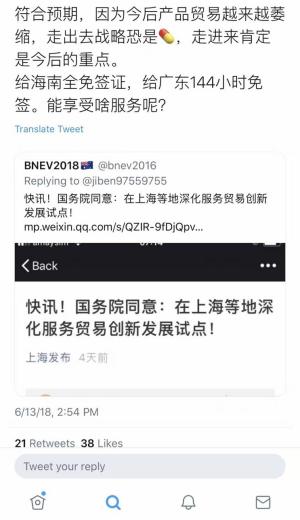 符合预期，因为今后产品贸易越来越萎
缩，走出去战略恐是💊，走进来肯定
是今后的重点。
给海南全免签证，给广东144小时免
签。能享受啥服务呢？
Translate Tweet
BNEV2018🇦🇺 @bnev2016
Replying to @jiben97559755
快讯！国务院同意：在上海等地深化服务贸易创新
发展试点！
mp.weixin.qq.com/s/QZIR-9fDjQpv...
Back
快讯！国务院同意：在上海等地深
化服务贸易创新发展试点！
上海发布 4天前
6/13/18, 2:54 PM
21 Retweets 38 Likes
Tweet your reply